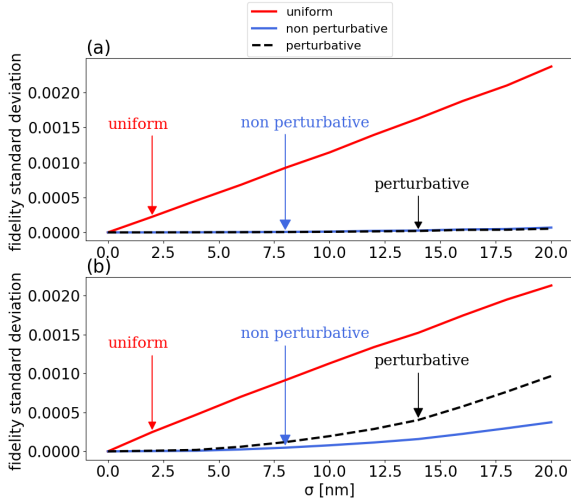 uniform
non perturbative
perturbative
(a)
fidelity standard deviation
0.0020
0.0015
0.0010
0.0005
0.0000
uniform
non perturbative
perturbative
0.0 2.5 5.0 7.5 10.0 12.5 15.0 17.5 20.0
(b)
fidelity standard deviation
0.0020
0.0015
0.0010
0.0005
0.0000
uniform
non perturbative
perturbative
0.0 2.5 5.0 7.5 10.0 12.5 15.0 17.5 20.0
σ [nm]